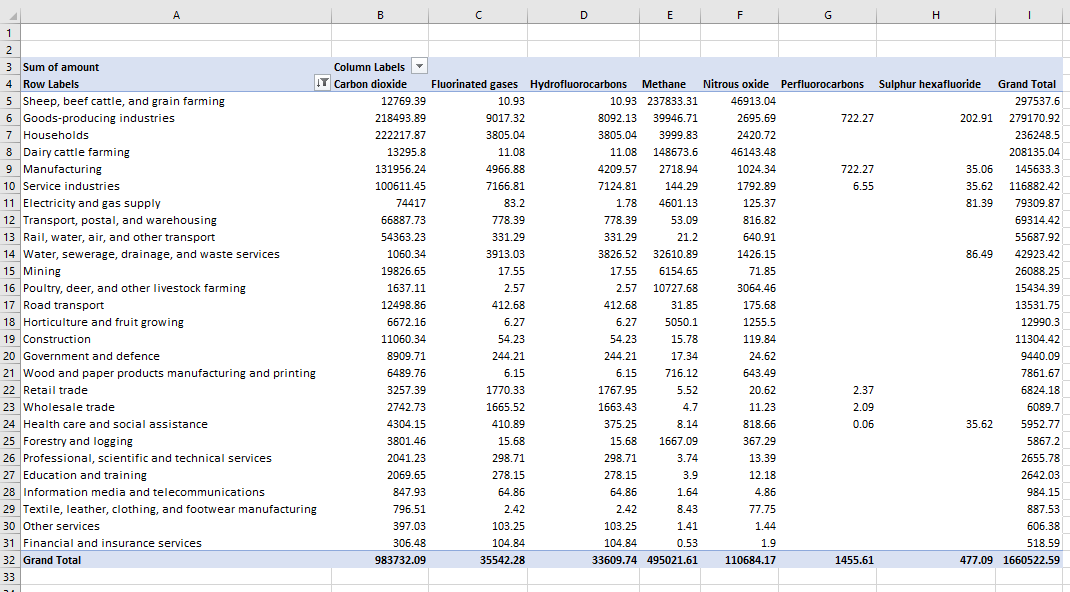 A B C D E F G H I
1
2
3 Sum of amount Column Labels
4 Row Labels Carbon dioxide Fluorinated gases Hydrofluorocarbons Methane Nitrous oxide Perfluorocarbons Sulphur hexafluoride Grand Total
5 Sheep, beef cattle, and grain farming 12769.39 10.93 10.93 237833.31 46913.04 297537.6
6 Goods-producing industries 218493.89 9017.32 8092.13 39946.71 2695.69 722.27 202.91 279170.92
7 Households 222217.87 3805.04 3805.04 3999.83 2420.72 236248.5
8 Dairy cattle farming 13295.8 11.08 11.08 148673.6 46143.48 208135.04
9 Manufacturing 131956.24 4966.88 4209.57 2718.94 1024.34 722.27 35.06 145633.3
10 Service industries 100611.45 7166.81 7124.81 144.29 1792.89 6.55 35.62 116882.42
11 Electricity and gas supply 74417 83.2 1.78 4601.13 125.37 81.39 79309.87
12 Transport, postal, and warehousing 66887.73 778.39 778.39 53.09 816.82 69314.42
13 Rail, water, air, and other transport 54363.23 331.29 331.29 21.2 640.91 55687.92
14 Water, sewerage, drainage, and waste services 1060.34 3913.03 3826.52 32610.89 1426.15 86.49 42923.42
15 Mining 19826.65 17.55 17.55 6154.65 71.85 26088.25
16 Poultry, deer, and other livestock farming 1637.11 2.57 2.57 10727.68 3064.46 15434.39
17 Road transport 12498.86 412.68 412.68 31.85 175.68 13531.75
18 Horticulture and fruit growing 6672.16 6.27 6.27 5050.1 1255.5 12990.3
19 Construction 11060.34 54.23 54.23 15.78 119.84 11304.42
20 Government and defence 8909.71 244.21 244.21 17.34 24.62 9440.09
21 Wood and paper products manufacturing and printing 6489.76 6.15 6.15 716.12 643.49 7861.67
22 Retail trade 3257.39 1770.33 1767.95 5.52 20.62 2.37 6824.18
23 Wholesale trade 2742.73 1665.52 1663.43 4.7 11.23 2.09 6089.7
24 Health care and social assistance 4304.15 410.89 375.25 8.14 818.66 0.06 35.62 5952.77
25 Forestry and logging 3801.46 15.68 15.68 1667.09 367.29 5867.2
26 Professional, scientific and technical services 2041.23 298.71 298.71 3.74 13.39 2655.78
27 Education and training 2069.65 278.15 278.15 3.9 12.18 2642.03
28 Information media and telecommunications 847.93 64.86 64.86 1.64 4.86 984.15
29 Textile, leather, clothing, and footwear manufacturing 796.51 2.42 2.42 8.43 77.75 887.53
30 Other services 397.03 103.25 103.25 1.41 1.44 606.38
31 Financial and insurance services 306.48 104.84 104.84 0.53 1.9 518.59
32 Grand Total 983732.09 35542.28 33609.74 495021.61 110684.17 1455.61 477.09 1660522.59
33